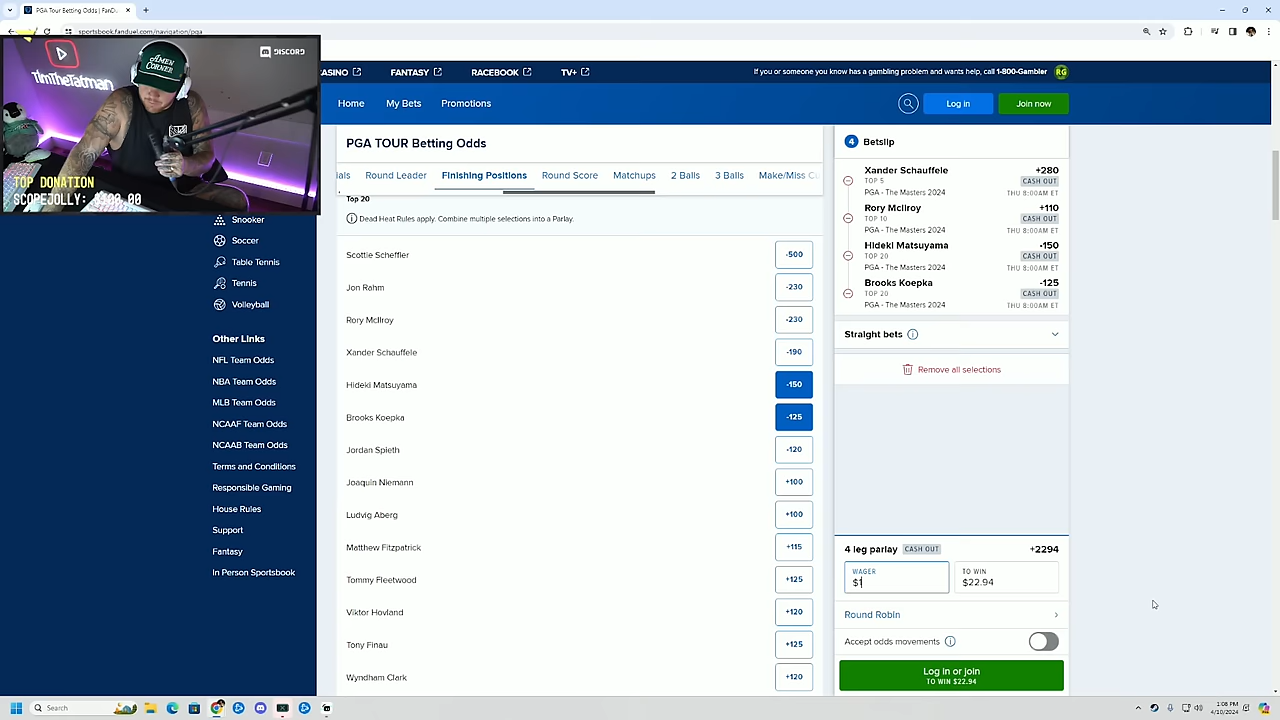 PGA Tour Betting Odds | FanDu
sportsbook.fanduel.com/navigation/pga
DISCORD
TimTheTatman
AMEN CORNER
TOP DONATION
CASINO
FANTASY
RACEBOOK
TV+
If you or someone you know has a gambling problem and wants help, call 1-800-Gambler
RG
Home
My Bets
Promotions
Log in
Join now
Snooker
Soccer
Table Tennis
Tennis
Volleyball
Other Links
NFL Team Odds
NBA Team Odds
MLB Team Odds
NCAAF Team Odds
NCAAB Team Odds
Terms and Conditions
Responsible Gaming
House Rules
Support
Fantasy
In Person Sportsbook
PGA TOUR Betting Odds
ials
Round Leader
Finishing Positions
Round Score
Matchups
2 Balls
3 Balls
Make/Miss C
Top 20
Dead Heat Rules apply. Combine multiple selections into a Parlay.
Scottie Scheffler -500
Jon Rahm -230
Rory McIlroy -230
Xander Schauffele -190
Hideki Matsuyama -150
Brooks Koepka -125
Jordan Spieth -120
Joaquin Niemann +100
Ludvig Aberg +100
Matthew Fitzpatrick +115
Tommy Fleetwood +125
Viktor Hovland +120
Tony Finau +125
Wyndham Clark +120
4 Betslip
Xander Schauffele +280
TOP 5 CASH OUT
PGA - The Masters 2024 THU 8:00AM ET
Rory McIlroy +110
TOP 10 CASH OUT
PGA - The Masters 2024 THU 8:00AM ET
Hideki Matsuyama -150
TOP 20 CASH OUT
PGA - The Masters 2024 THU 8:00AM ET
Brooks Koepka -125
TOP 20 CASH OUT
PGA - The Masters 2024 THU 8:00AM ET
Straight bets
Remove all selections
4 leg parlay CASH OUT +2294
WAGER
$1
TO WIN
$22.94
Round Robin
Accept odds movements
Log in or join
TO WIN $22.94
Search
1:08 PM
4/10/2024